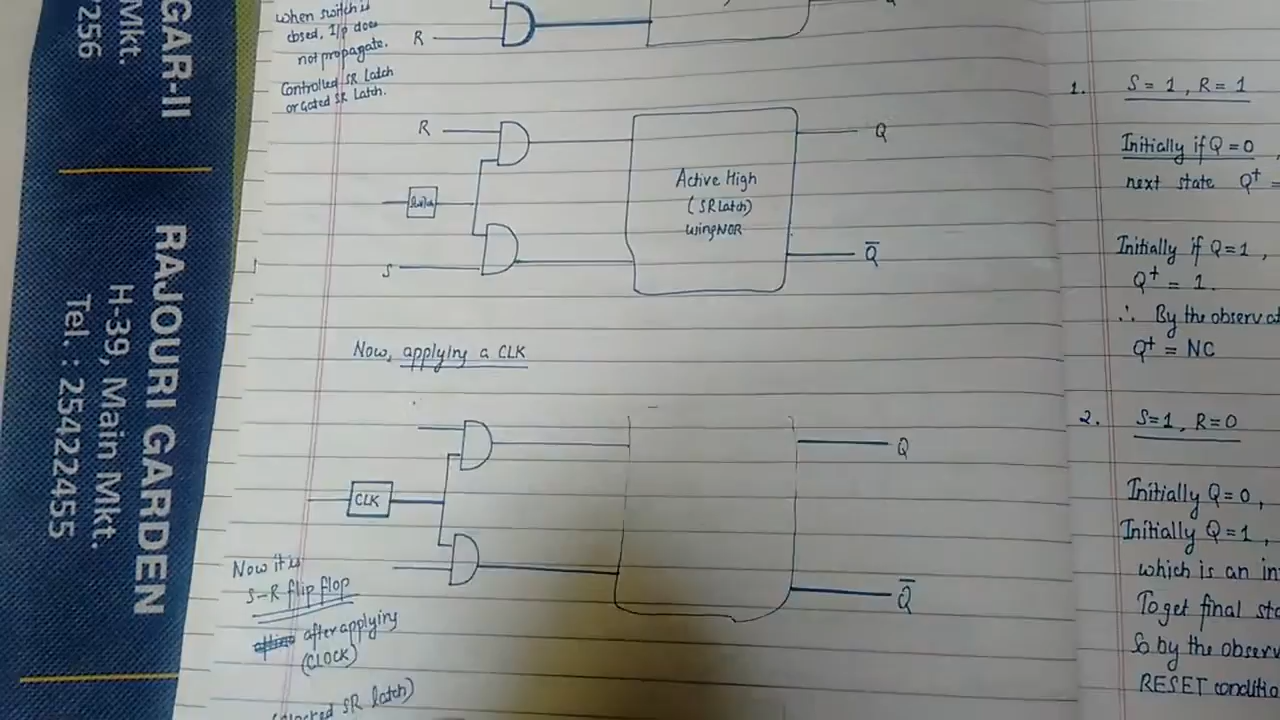 GAR-II
Mkt.
7256
RAJOURI GARDEN
H-39, Main Mkt.
Tel. : 25422455
when switch is
closed, I/p does
not propagate.
Controlled SR Latch
or Gated SR Latch.
R
R
S
Switch
Active High
(SR Latch)
using NOR
Q
Q̅
Now, applying a CLK
CLK
Q
Q̅
Now it is
S-R flip flop
after applying
(CLOCK)
SR latch)
1. S = 1, R = 1
Initially if Q = 0
next state Q⁺ =
Initially if Q = 1,
Q⁺ = 1.
∴ By the observat
Q⁺ = NC
2. S=1, R=0
Initially Q=0,
Initially Q=1,
which is an in
To get final sta
So by the observ
RESET conditio